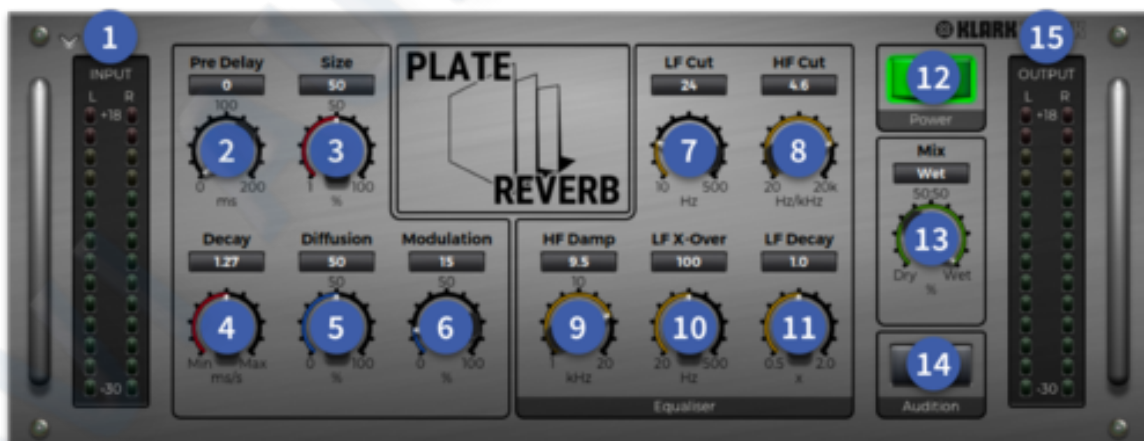 KLARK
1
INPUT
L R
+18
-30
Pre Delay
0
100
2
0 200
ms
Size
50
50
3
1 100
%
PLATE
REVERB
LF Cut
24
7
10 500
Hz
HF Cut
4.6
8
20 20k
Hz/kHz
Decay
1.27
4
Min Max
ms/s
Diffusion
50
50
5
0 100
%
Modulation
15
50
6
0 100
%
HF Damp
9.5
10
9
1 20
kHz
LF X-Over
100
10
20 500
Hz
LF Decay
1.0
11
0.5 2.0
x
Equaliser
12
Power
Mix
Wet
50:50
13
Dry Wet
%
14
Audition
15
OUTPUT
L R
+18
-30